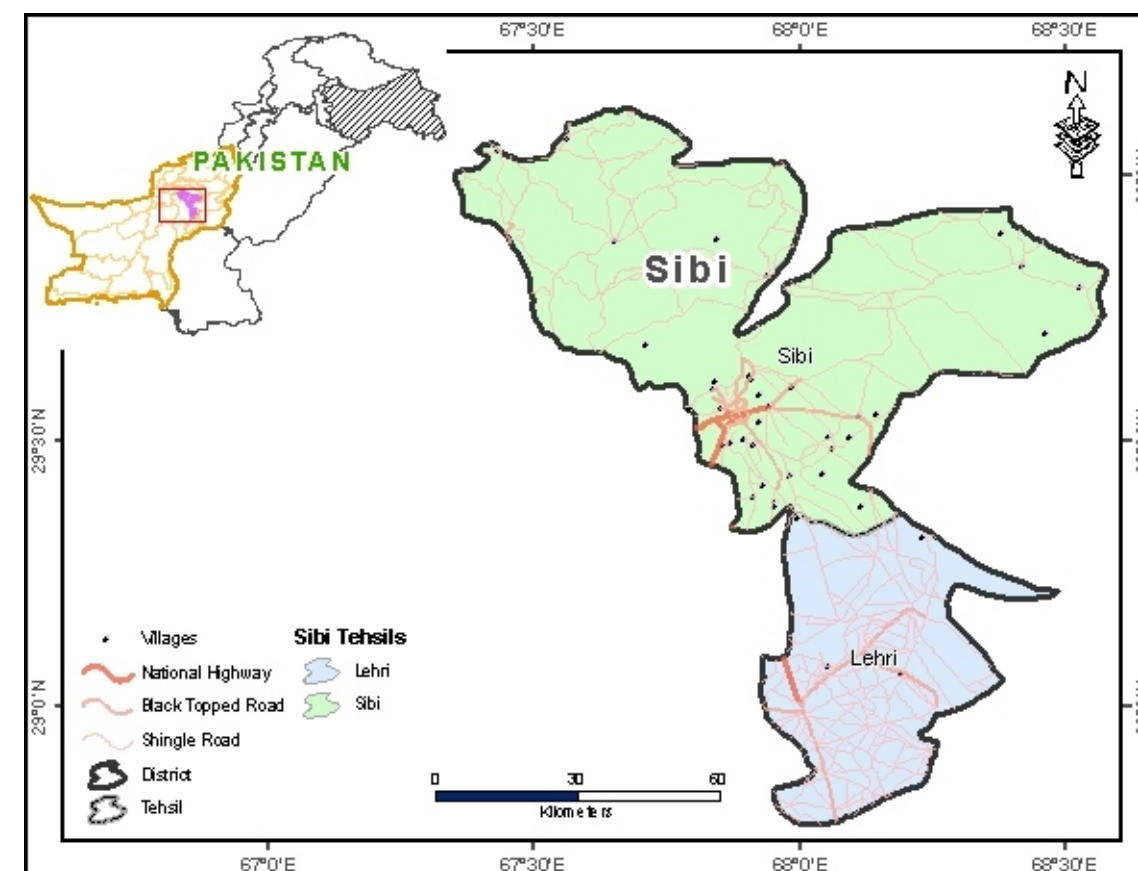 67°30'E 68°0'E 68°30'E
N
PAKISTAN
Sibi
Sibi
29°30'N
Villages
Sibi Tehsils
National Highway
Lehri
Black Topped Road
Sibi
Shingle Road
District
Tehsil
Lehri
29°0'N
0 30 60
Kilometers
67°0'E 67°30'E 68°0'E 68°30'E